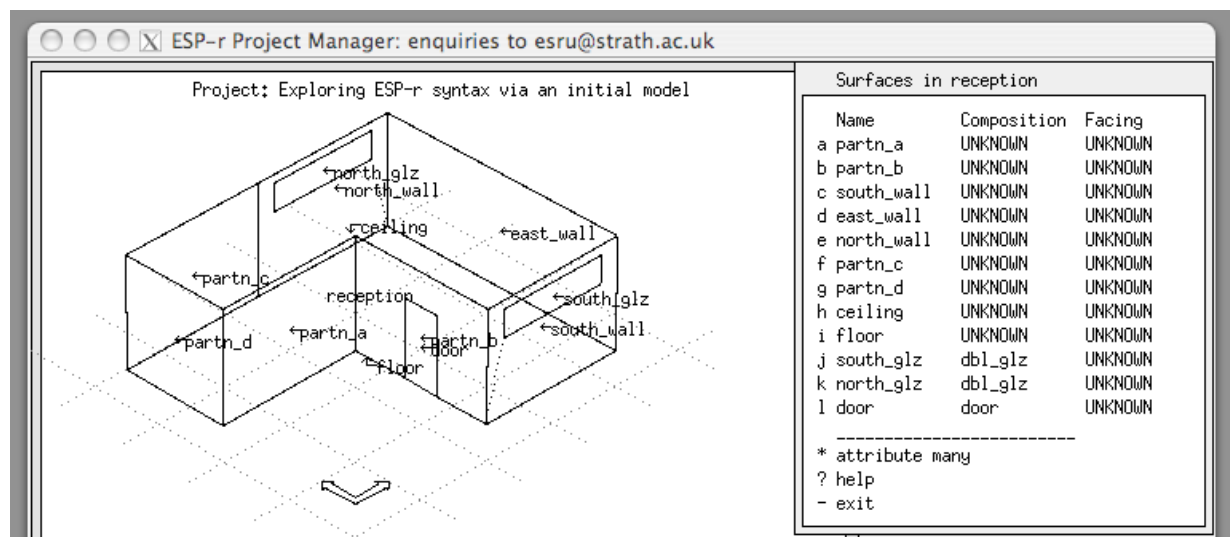 X ESP-r Project Manager: enquiries to esru@strath.ac.uk
Project: Exploring ESP-r syntax via an initial model
north_glz
north_wall
ceiling
east_wall
partn_c
reception
south_glz
partn_d
partn_a
partn_b
south_wall
door
floor
Surfaces in reception
Name Composition Facing
a partn_a UNKNOWN UNKNOWN
b partn_b UNKNOWN UNKNOWN
c south_wall UNKNOWN UNKNOWN
d east_wall UNKNOWN UNKNOWN
e north_wall UNKNOWN UNKNOWN
f partn_c UNKNOWN UNKNOWN
g partn_d UNKNOWN UNKNOWN
h ceiling UNKNOWN UNKNOWN
i floor UNKNOWN UNKNOWN
j south_glz dbl_glz UNKNOWN
k north_glz dbl_glz UNKNOWN
l door door UNKNOWN
* attribute many
? help
- exit